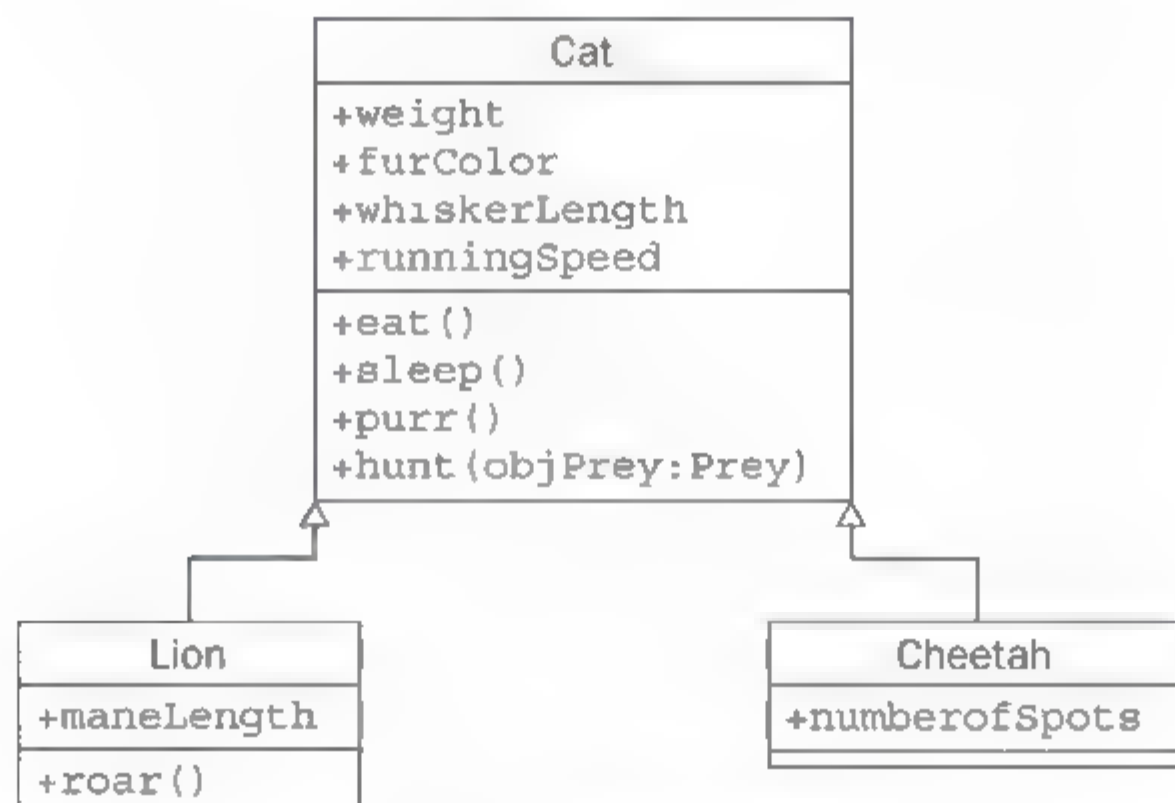 Cat
+weight
+furColor
+whiskerLength
+runningSpeed
+eat()
+sleep()
+purr()
+hunt(objPrey:Prey)
Lion
+maneLength
+roar()
Cheetah
+numberofSpots